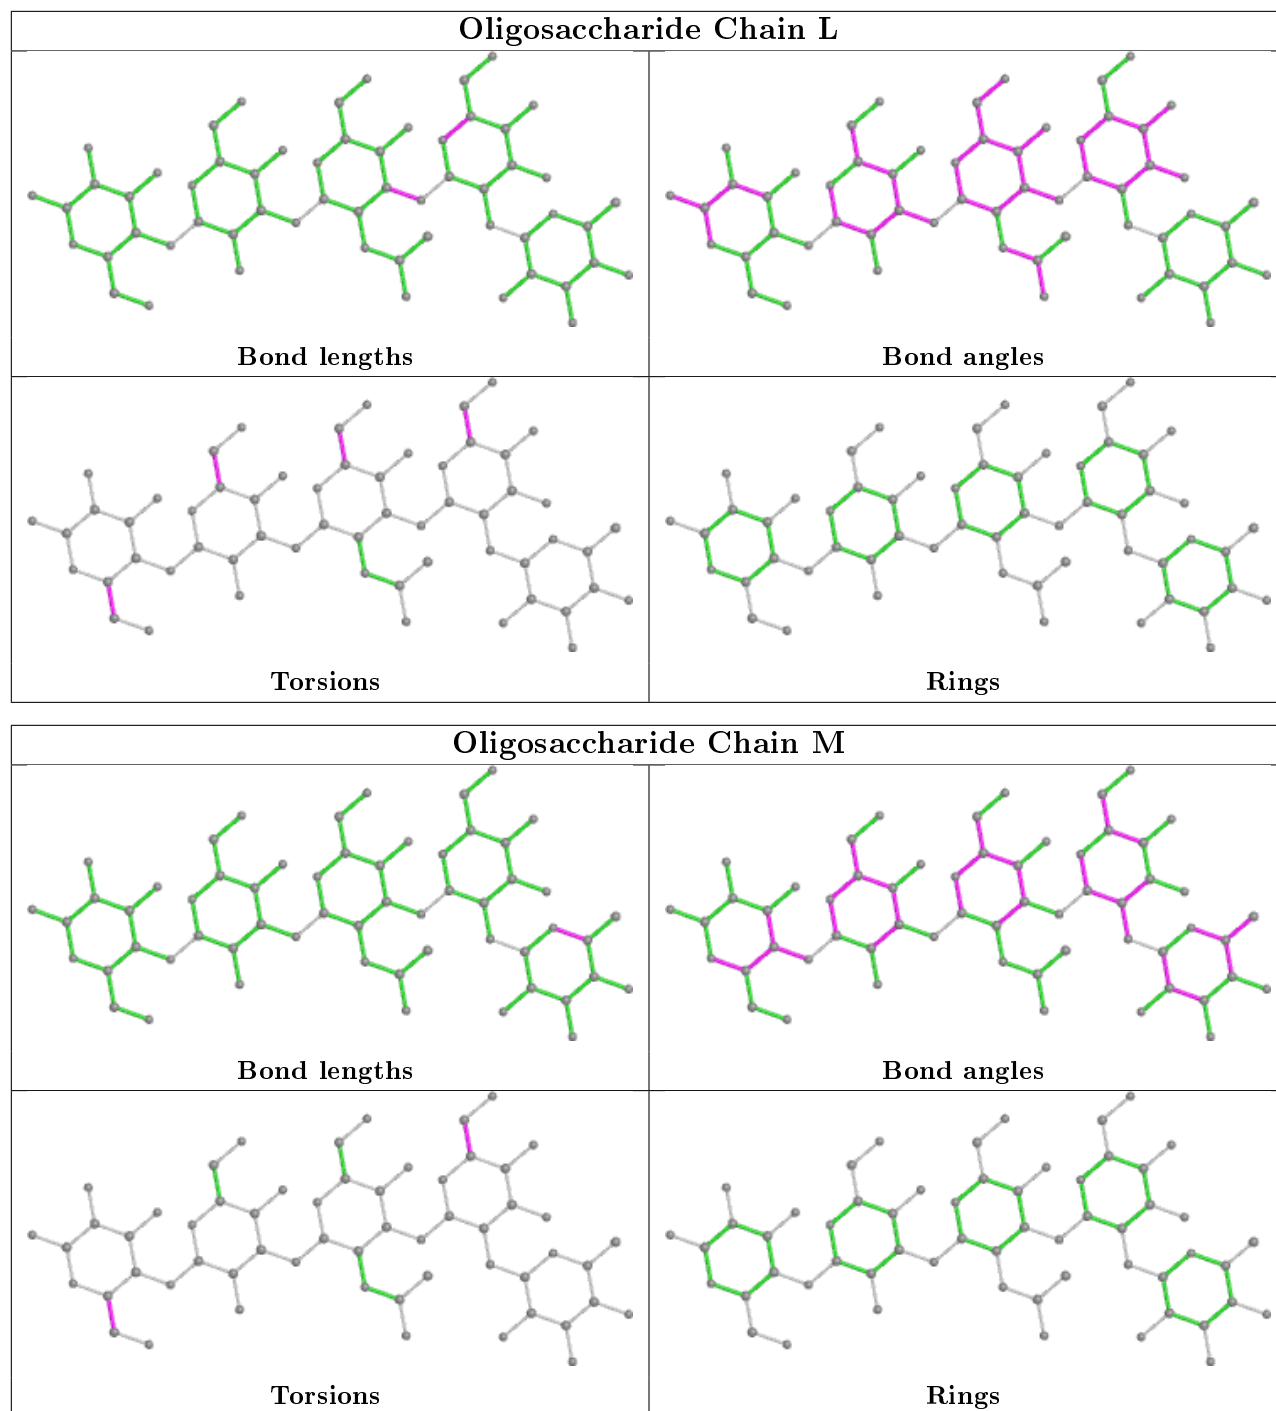 Oligosaccharide Chain L
Bond lengths
Bond angles
Torsions
Rings
Oligosaccharide Chain M
Bond lengths
Bond angles
Torsions
Rings